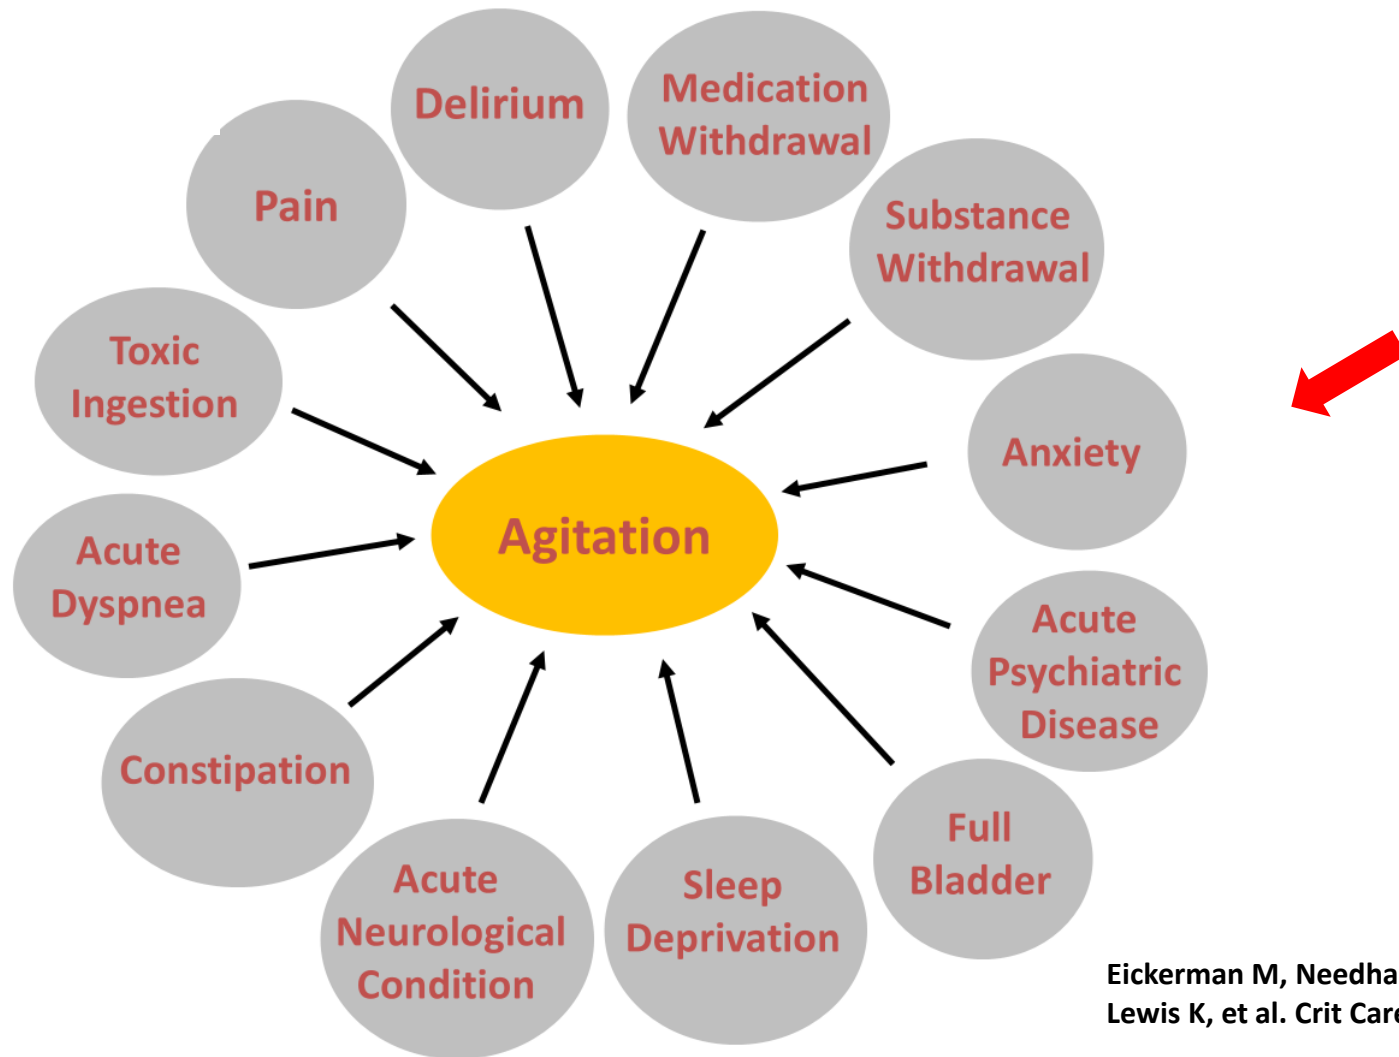 Delirium
Medication
Withdrawal
Pain
Substance
Withdrawal
Toxic
Ingestion
Anxiety
Agitation
Acute
Dyspnea
Acute
Psychiatric
Disease
Constipation
Full
Bladder
Acute
Neurological
Condition
Sleep
Deprivation
Eickerman M, Needha
Lewis K, et al. Crit Care